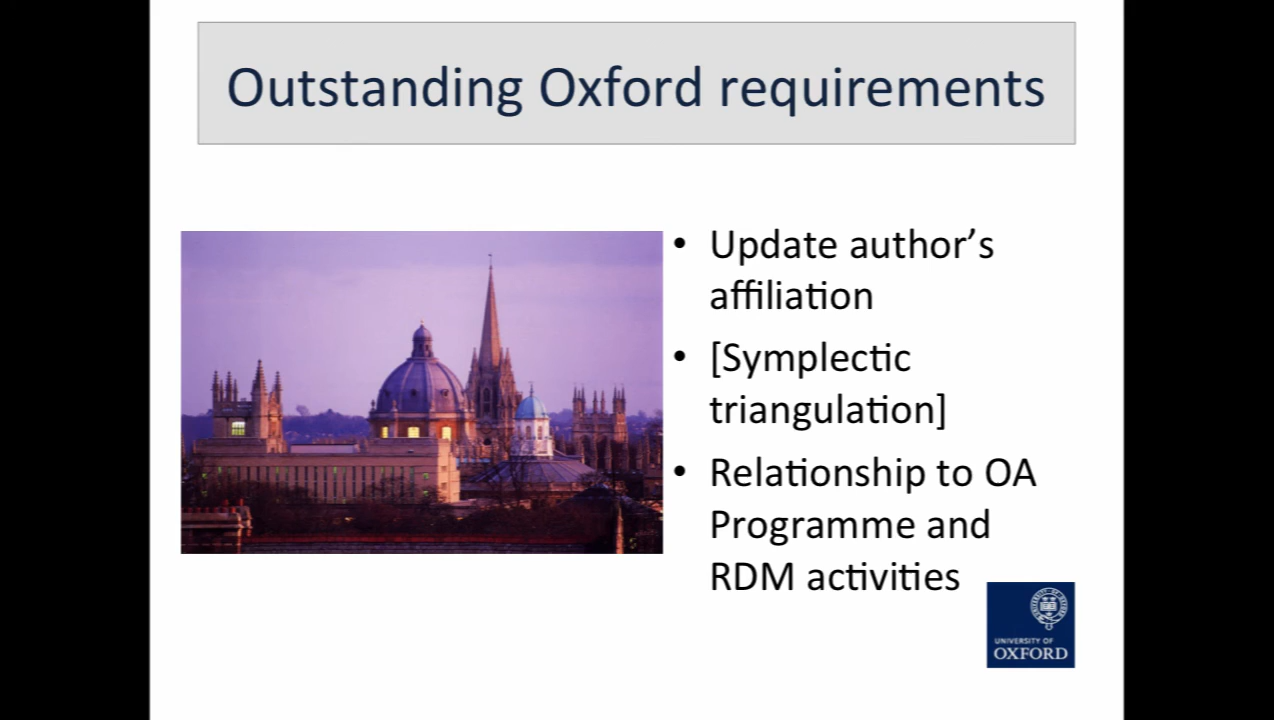 Outstanding Oxford requirements
• Update author’s
affiliation
• [Symplectic
triangulation]
• Relationship to OA
Programme and
RDM activities
UNIVERSITY OF
OXFORD